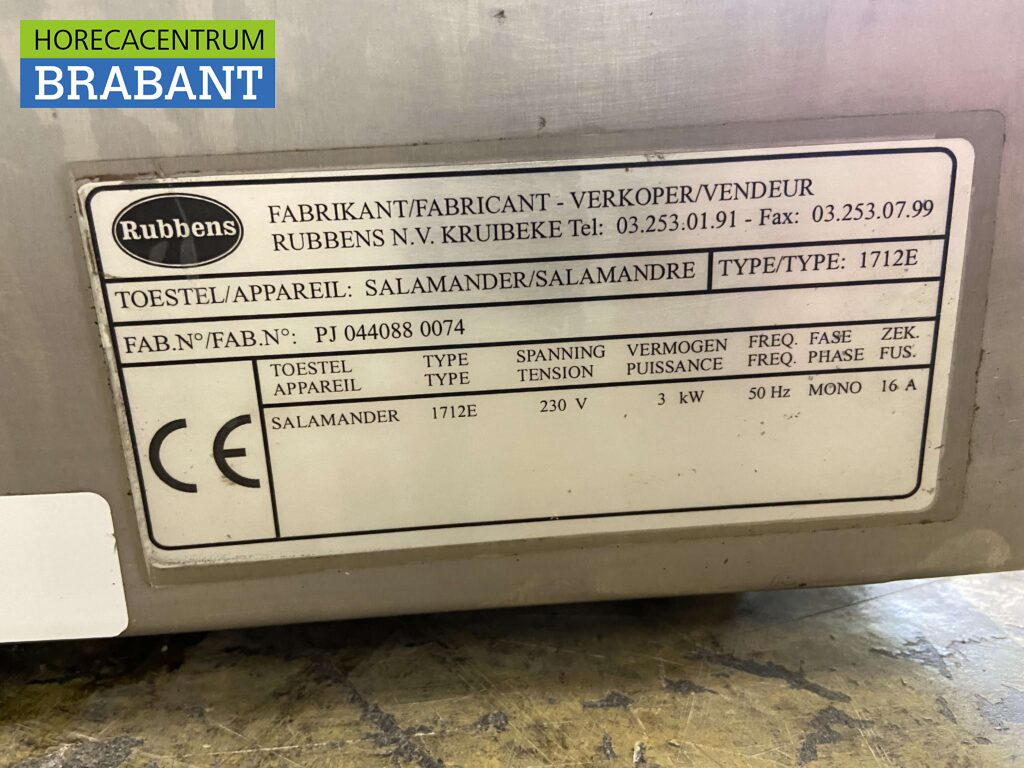 HORECACENTRUM
BRABANT
Rubbens
FABRIKANT/FABRICANT - VERKOPER/VENDEUR
RUBBENS N.V. KRUIBEKE Tel: 03.253.01.91 - Fax: 03.253.07.99
TOESTEL/APPAREIL: SALAMANDER/SALAMANDRE TYPE/TYPE: 1712E
FAB.N°/FAB.N°: PJ 044088 0074
TOESTEL TYPE SPANNING VERMOGEN FREQ. FASE ZEK.
APPAREIL TYPE TENSION PUISSANCE FREQ. PHASE FUS.
SALAMANDER 1712E 230 V 3 kW 50 Hz MONO 16 A
CE